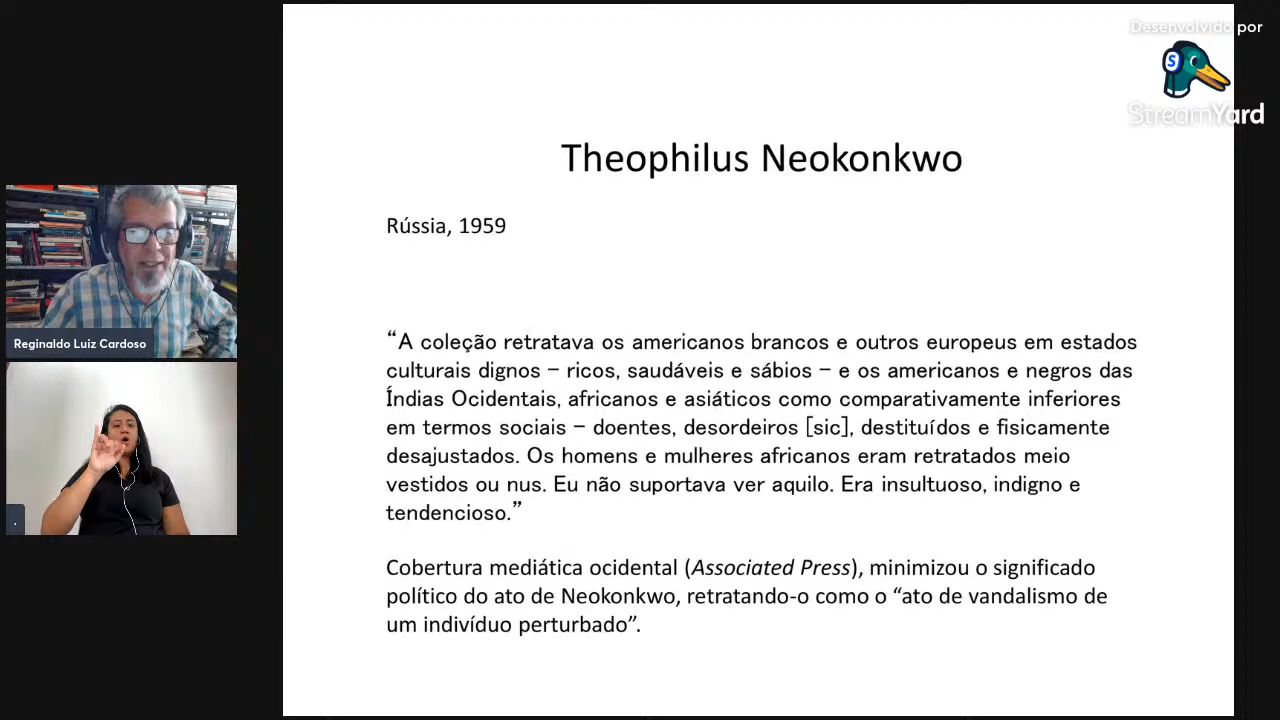 Desenvolvido por
StreamYard
Theophilus Neokonkwo
Rússia, 1959
“A coleção retratava os americanos brancos e outros europeus em estados
culturais dignos – ricos, saudáveis e sábios – e os americanos e negros das
Índias Ocidentais, africanos e asiáticos como comparativamente inferiores
em termos sociais – doentes, desordeiros [sic], destituídos e fisicamente
desajustados. Os homens e mulheres africanos eram retratados meio
vestidos ou nus. Eu não suportava ver aquilo. Era insultuoso, indigno e
tendencioso.”
Cobertura mediática ocidental (Associated Press), minimizou o significado
político do ato de Neokonkwo, retratando-o como o “ato de vandalismo de
um indivíduo perturbado”.
Reginaldo Luiz Cardoso
.